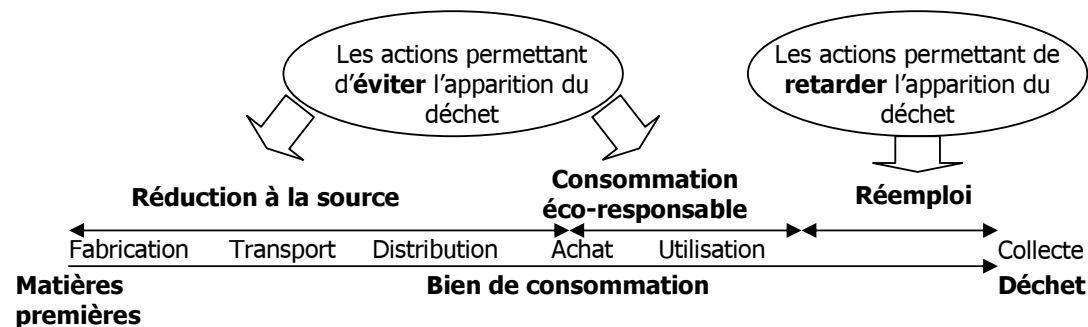 Les actions permettant
d'éviter l'apparition du
déchet
Les actions permettant de
retarder l'apparition du
déchet
Réduction à la source
Consommation
éco-responsable
Réemploi
Fabrication
Transport
Distribution
Achat
Utilisation
Collecte
Matières
premières
Bien de consommation
Déchet